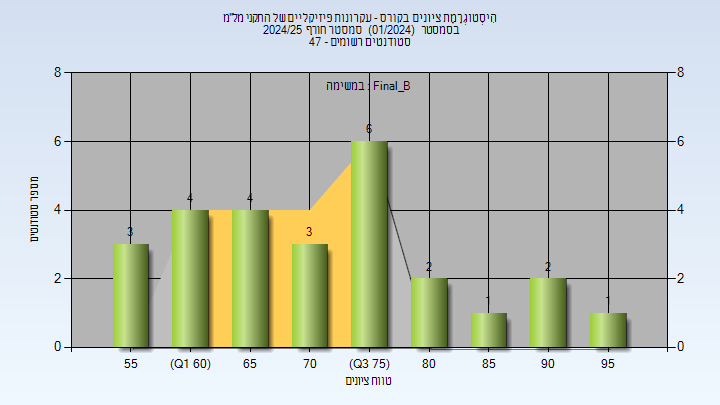 הִיסְטוֹגְרָמַת ציונים בקורס - עקרונות פיזיקליים של התקני מל"מ
בסמסטר (01/2024) סמסטר חורף 2024/25
סטודנטים רשומים - 47
במשימה : Final_B
מספר סטודנטים
8 8
6 6
4 4
2 2
0 0
3 4 4 3 6 2 1 2 1
55 (Q1 60) 65 70 (Q3 75) 80 85 90 95
טווח ציונים